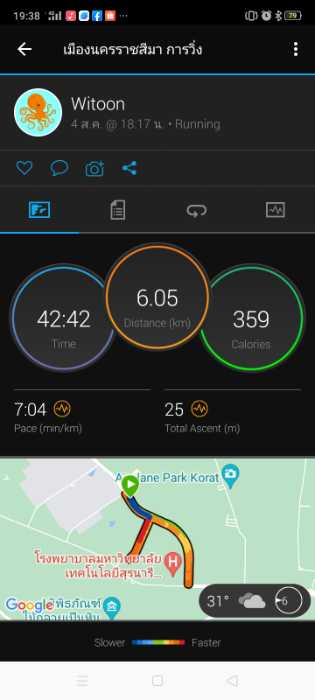 19:38
79
เมืองนครราชสีมา การวิ่ง
Witoon
4 ส.ค. @ 18.17 น. • Running
42:42
Time
6.05
Distance (km)
359
Calories
7:04
Pace (min/km)
25
Total Ascent (m)
Park Korat
โรงพยาบาลมหาวิทยาลัย
เทคโนโลยีสุรนารี...
H
31°
6
Google
Slower
Faster